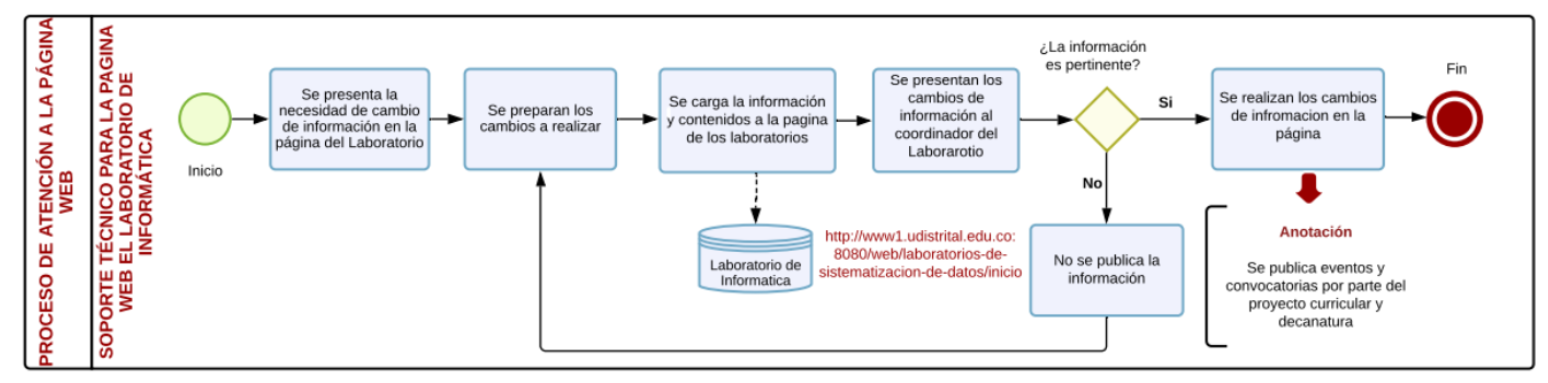 PROCESO DE ATENCIÓN A LA PÁGINA
WEB
SOPORTE TÉCNICO PARA LA PAGINA
WEB EL LABORATORIO DE
INFORMÁTICA
Inicio
Se presenta la
necesidad de cambio
de información en la
página del Laboratorio
Se preparan los
cambios a realizar
Se carga la información
y contenidos a la pagina
de los laboratorios
Laboratorio de
Informatica
http://www1.udistrital.edu.co:
8080/web/laboratorios-de-
sistematizacion-de-datos/inicio
Se presentan los
cambios de
información al
coordinador del
Laborarotio
¿La información
es pertinente?
Si
No
No se publica la
información
Se realizan los cambios
de infromacion en la
página
Anotación
Se publica eventos y
convocatorias por parte del
proyecto curricular y
decanatura
Fin